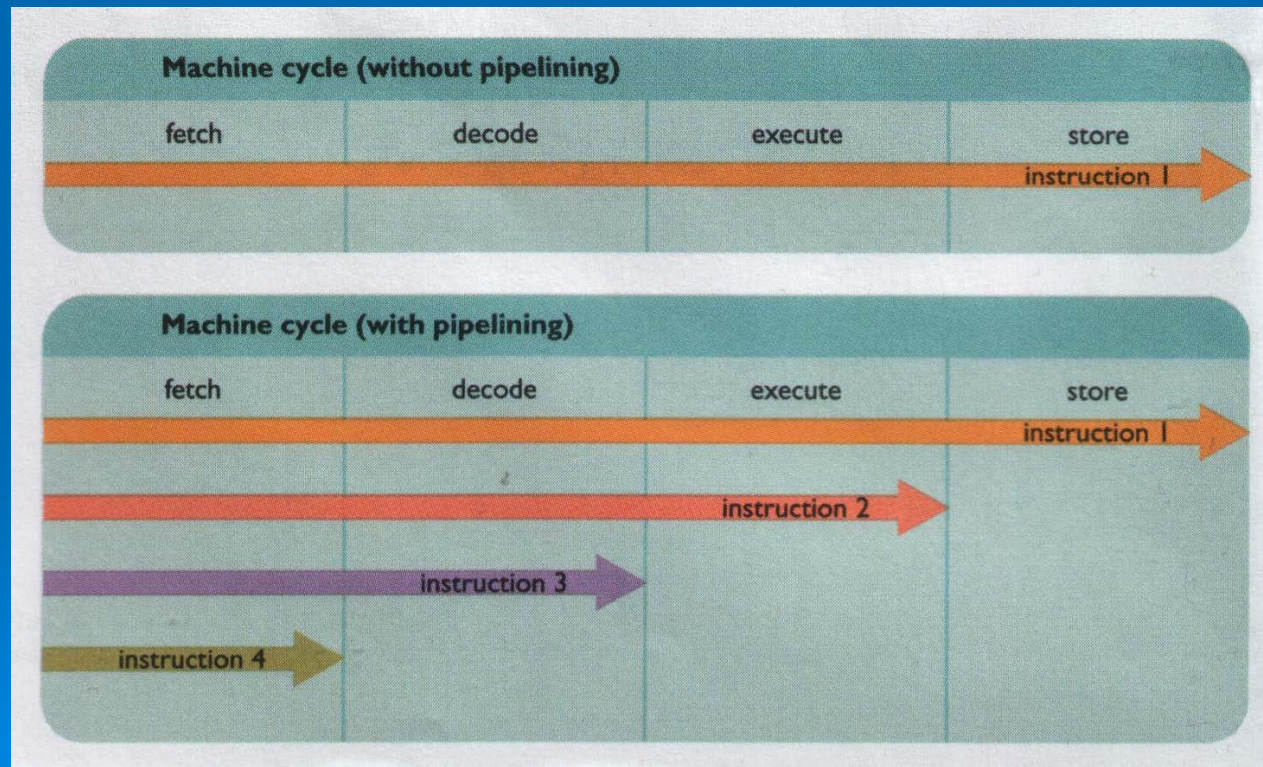 Machine cycle (without pipelining)
fetch decode execute store
instruction 1
Machine cycle (with pipelining)
fetch decode execute store
instruction 1
instruction 2
instruction 3
instruction 4